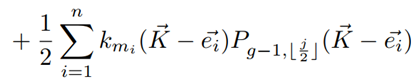 $+ \frac{1}{2} \sum_{i=1}^{n} k_{m_i}(\vec{K} - \vec{e_i}) P_{g-1, \lfloor \frac{j}{2} \rfloor}(\vec{K} - \vec{e_i})$